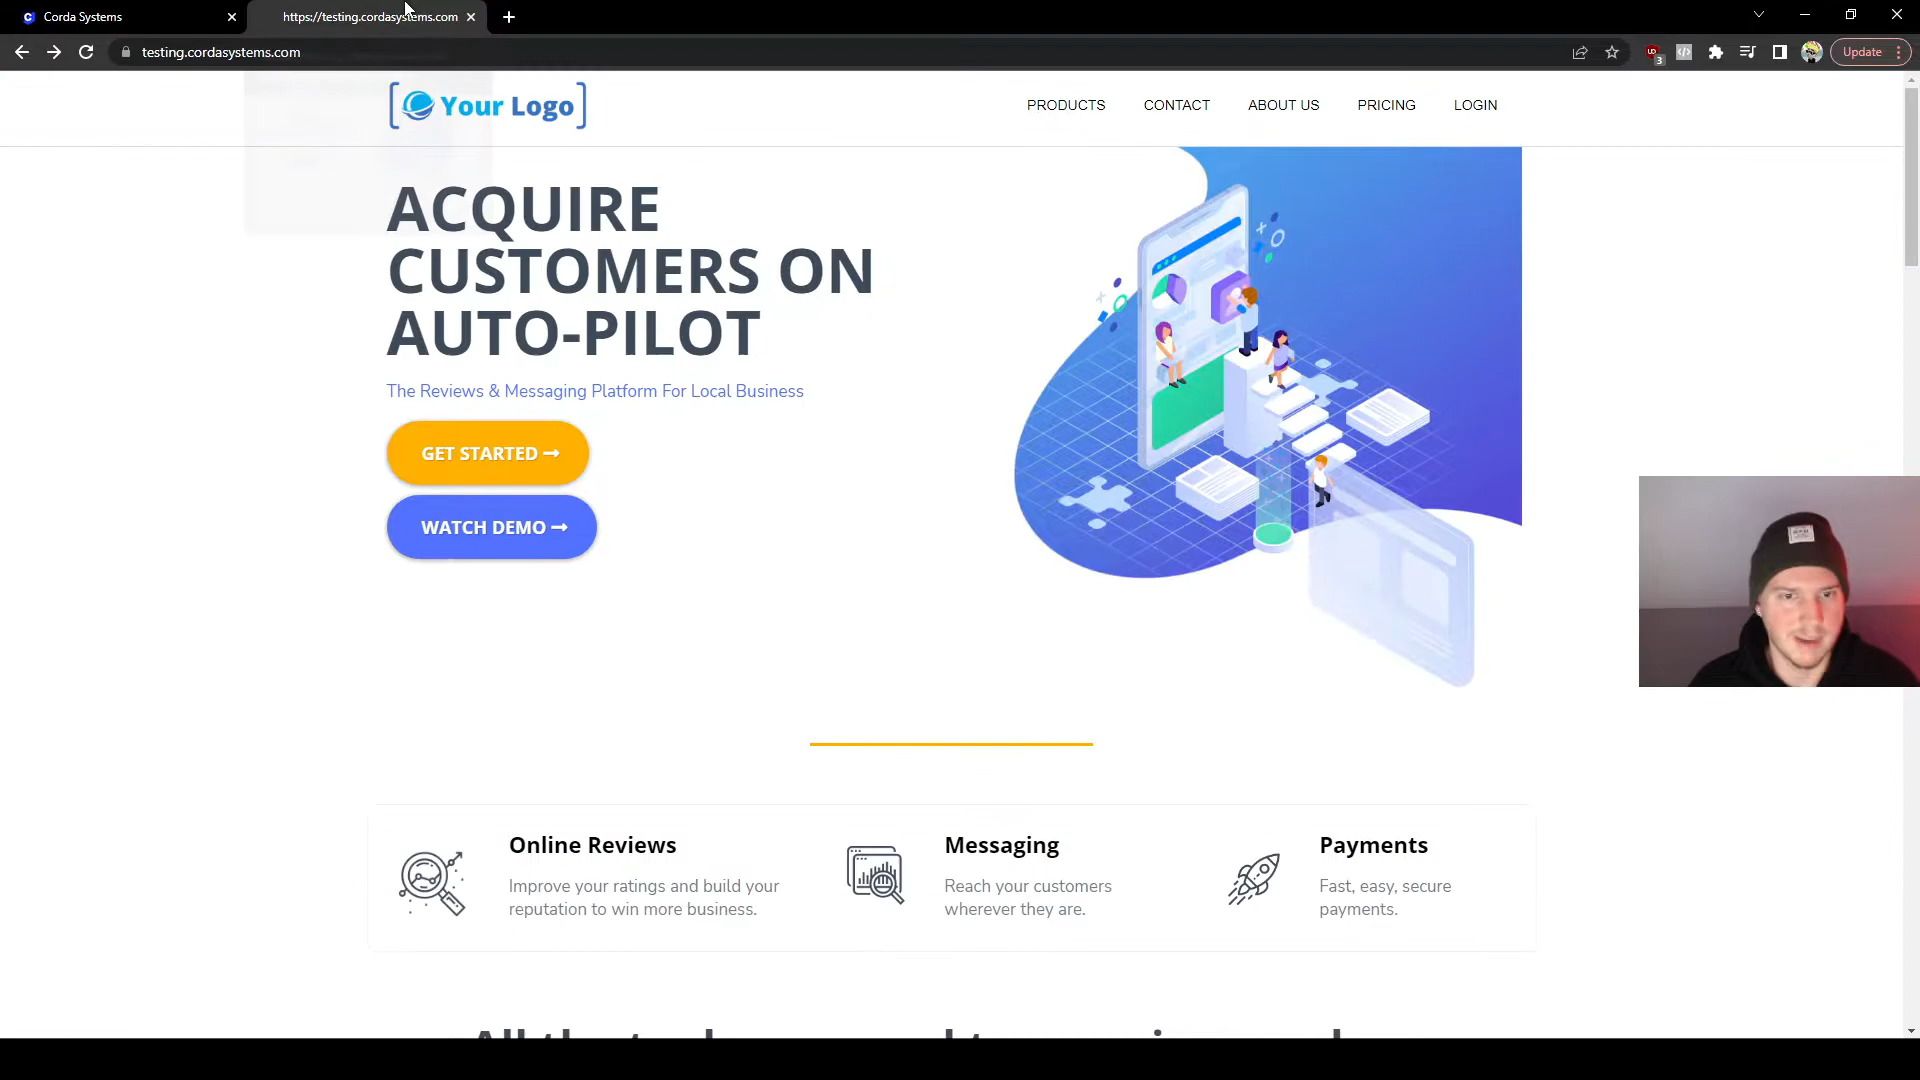 Corda Systems
https://testing.cordasystems.com
testing.cordasystems.com
3
Update
Your Logo
PRODUCTS
CONTACT
ABOUT US
PRICING
LOGIN
ACQUIRE
CUSTOMERS ON
AUTO-PILOT
The Reviews & Messaging Platform For Local Business
GET STARTED
WATCH DEMO
Online Reviews
Improve your ratings and build your
reputation to win more business.
Messaging
Reach your customers
wherever they are.
Payments
Fast, easy, secure
payments.